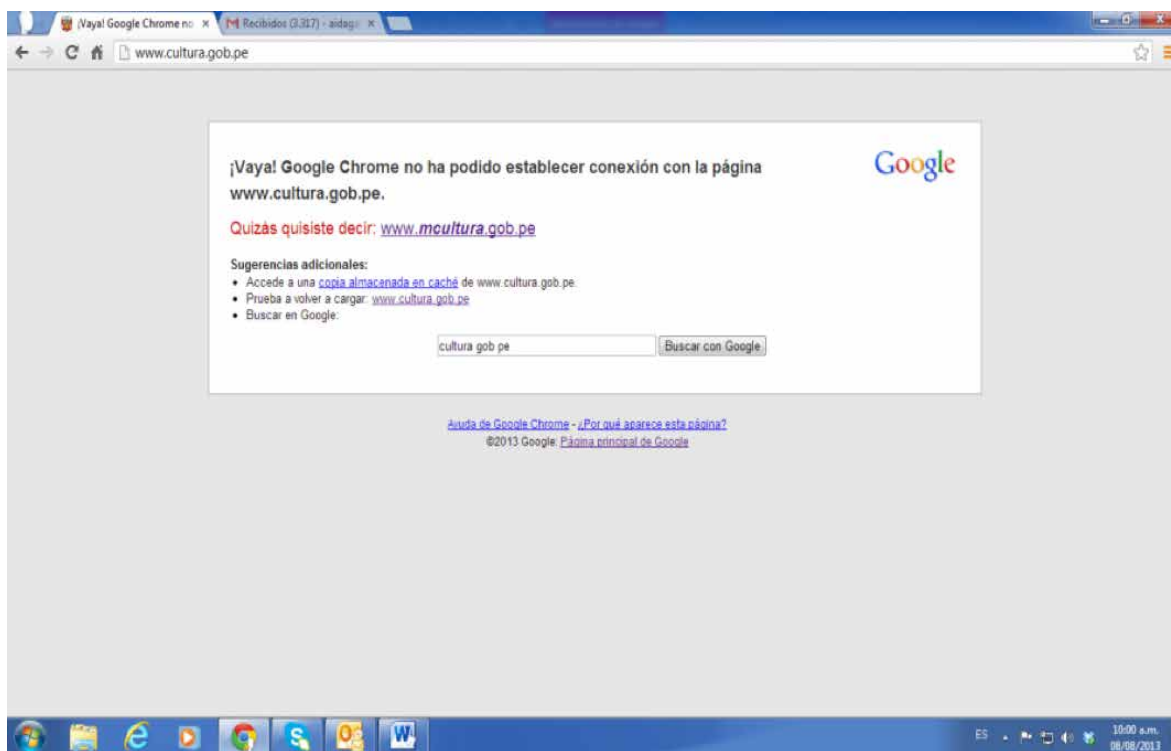 ¡Vaya! Google Chrome no
Recibidos (3.317) - aidag
www.cultura.gob.pe
¡Vaya! Google Chrome no ha podido establecer conexión con la página
www.cultura.gob.pe.
Google
Quizás quisiste decir: www.mcultura.gob.pe
Sugerencias adicionales:
• Accede a una copia almacenada en caché de www.cultura.gob.pe.
• Prueba a volver a cargar: www.cultura.gob.pe
• Buscar en Google:
cultura gob pe
Buscar con Google
Ayuda de Google Chrome - ¿Por qué aparece esta página?
©2013 Google: Página principal de Google
ES
10:00 a.m.
08/08/2013